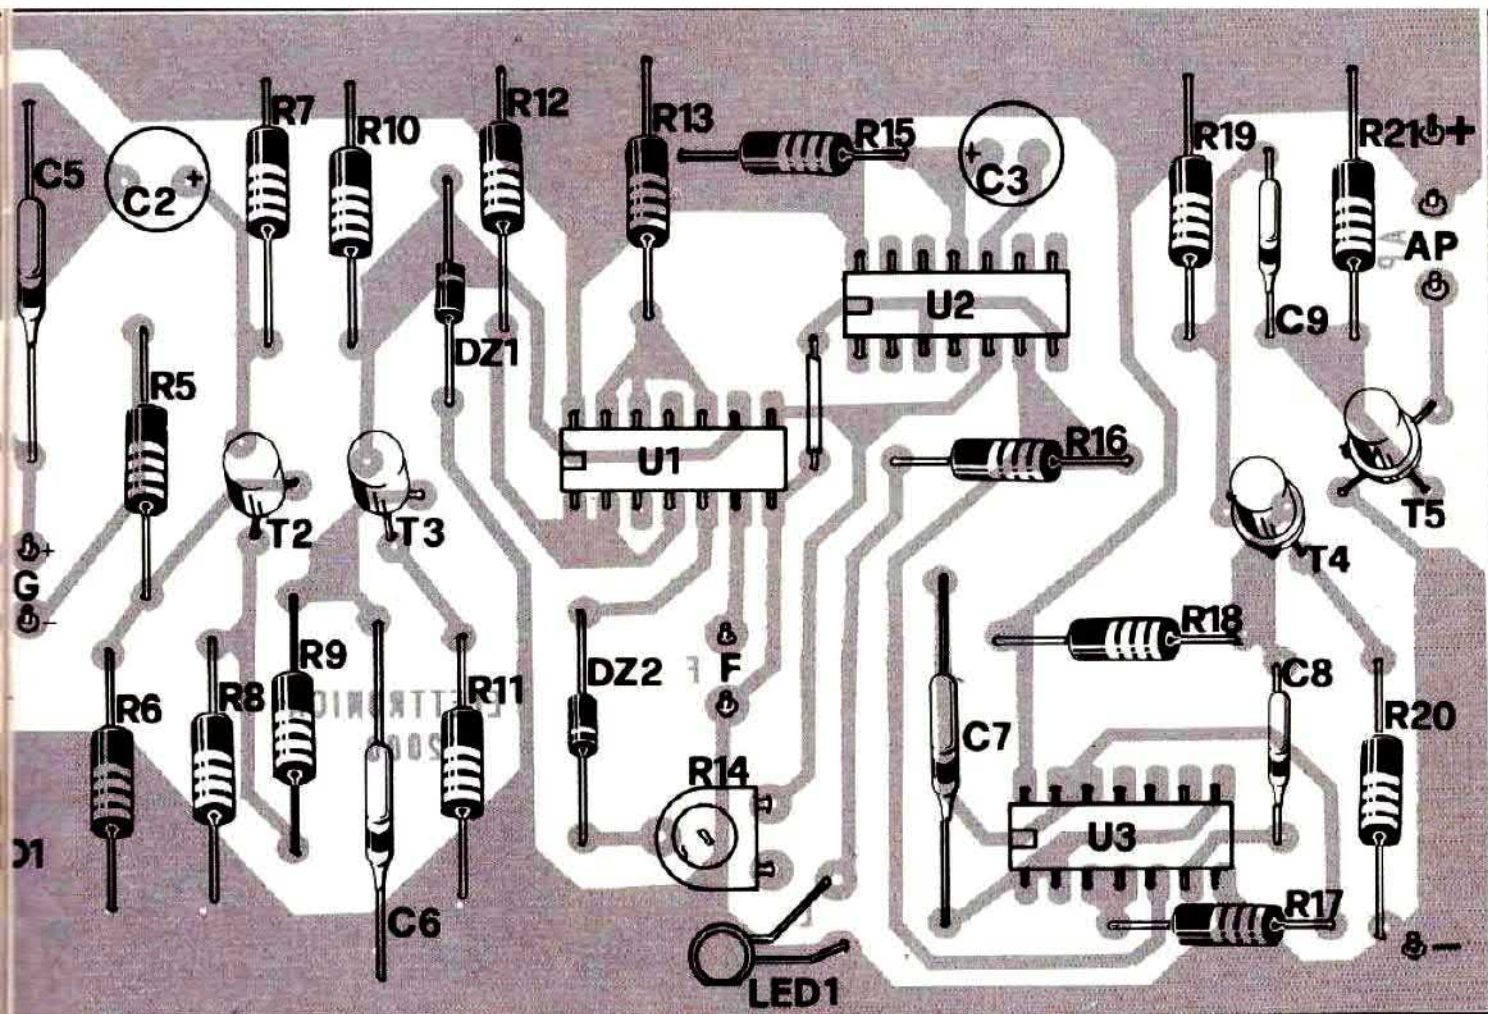 R7
R10
R12
R13
R15
C3
R19
R21
+
C5
C2
+
+
AP
U2
C9
DZ1
R5
U1
R16
T2
T3
T5
T4
+
G
-
R18
R9
DZ2
F
C8
R6
R8
R11
R20
C7
R14
U3
C6
R17
-
LED1